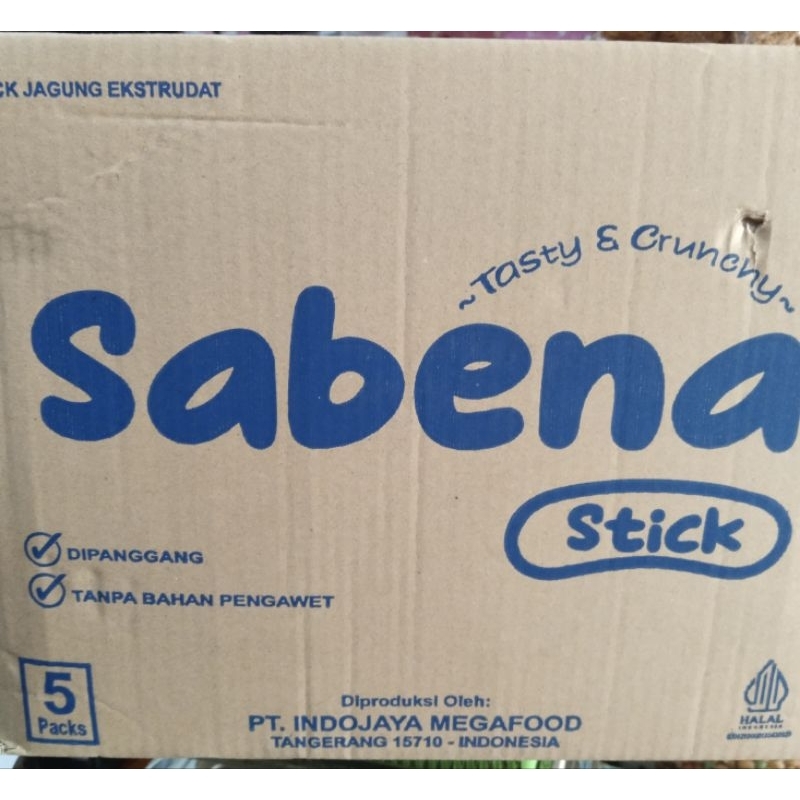 JAGUNG EKSTRUDAT
~Tasty & Crunchy~
Sabena
Stick
DIPANGGANG
TANPA BAHAN PENGAWET
5
Packs
Diproduksi Oleh:
PT. INDOJAYA MEGAFOOD
TANGERANG 15710 - INDONESIA
HALAL
INDONESIA